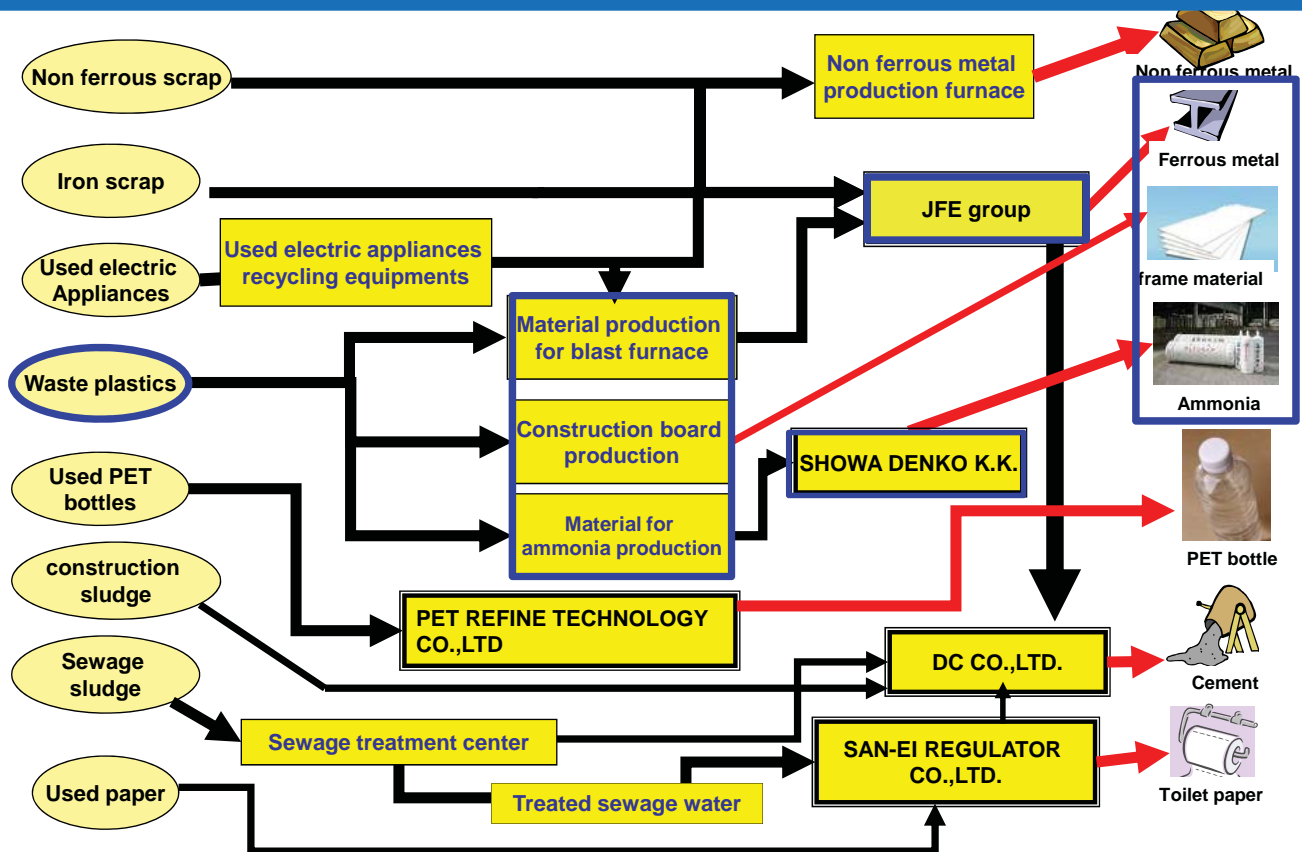 Non ferrous scrap
Non ferrous metal
production furnace
Non ferrous metal
Iron scrap
JFE group
Ferrous metal
Used electric
Appliances
Used electric appliances
recycling equipments
frame material
Material production
for blast furnace
Waste plastics
Ammonia
Construction board
production
SHOWA DENKO K.K.
Used PET
bottles
Material for
ammonia production
PET bottle
construction
sludge
PET REFINE TECHNOLOGY
CO.,LTD
DC CO.,LTD.
Cement
Sewage
sludge
Sewage treatment center
SAN-EI REGULATOR
CO.,LTD.
Used paper
Treated sewage water
Toilet paper